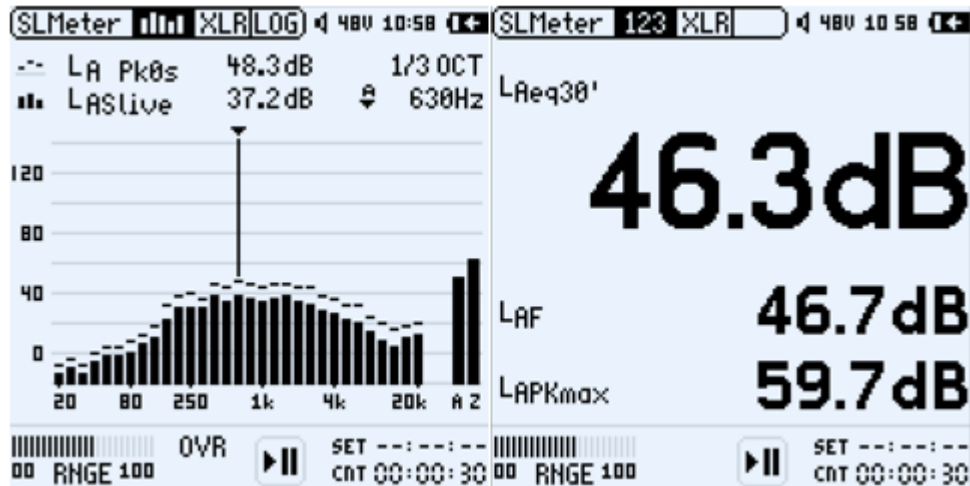 SLMeter XLR LOG 48V 10:58
LA Pk0s 48.3dB 1/3 OCT
LASlive 37.2dB 630Hz
120
80
40
0
20 80 250 1k 4k 20k A Z
OVR SET --:--:--
00 RNGE 100 CNT 00:00:30
SLMeter 123 XLR 48V 10 58
LAeq30'
46.3dB
LAF 46.7dB
LAPKmax 59.7dB
SET --:--:--
00 RNGE 100 CNT 00:00:30